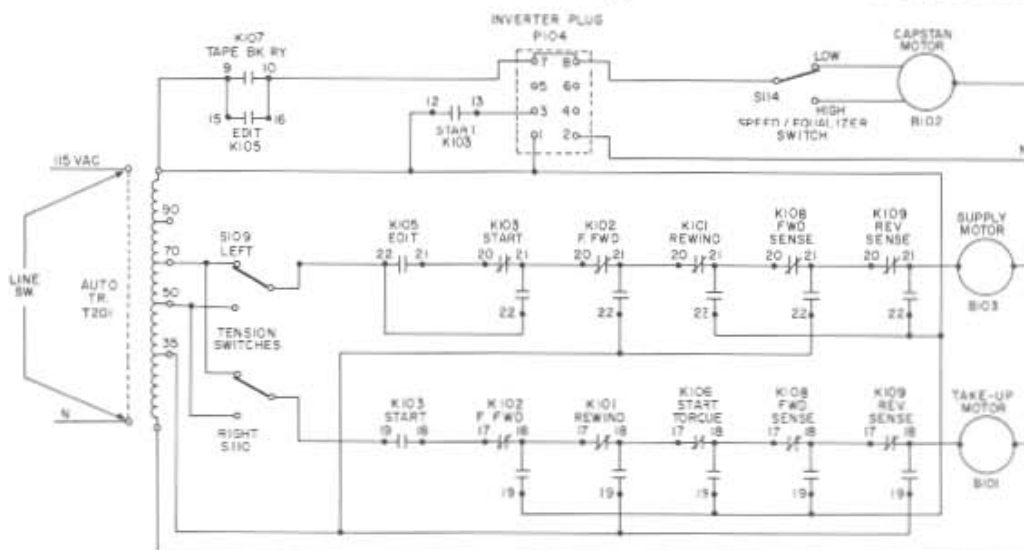 INVERTER PLUG
P104
K107
TAPE BK RY
9 10
15 16
EDIT
K105
12 13
START
K103
7 8
5 6
3 4
1 2
LOW
S114
HIGH
SPEED/EQUALIZER
SWITCH
CAPSTAN
MOTOR
B102
N
115 VAC
LINE
SW.
N
AUTO
TR.
T201
90
70
50
35
S109
LEFT
TENSION
SWITCHES
RIGHT
S110
K105
EDIT
22 21
K103
START
20 21
22
K102
F. FWD
20 21
22
K101
REWIND
20 21
22
K108
FWD
SENSE
20 21
22
K109
REV
SENSE
20 21
22
SUPPLY
MOTOR
B103
K103
START
19 18
K102
F. FWD
17 18
19
K101
REWIND
17 18
19
K106
START
TORQUE
17 18
19
K108
FWD
SENSE
17 18
19
K109
REV
SENSE
17 18
19
TAKE-UP
MOTOR
B101